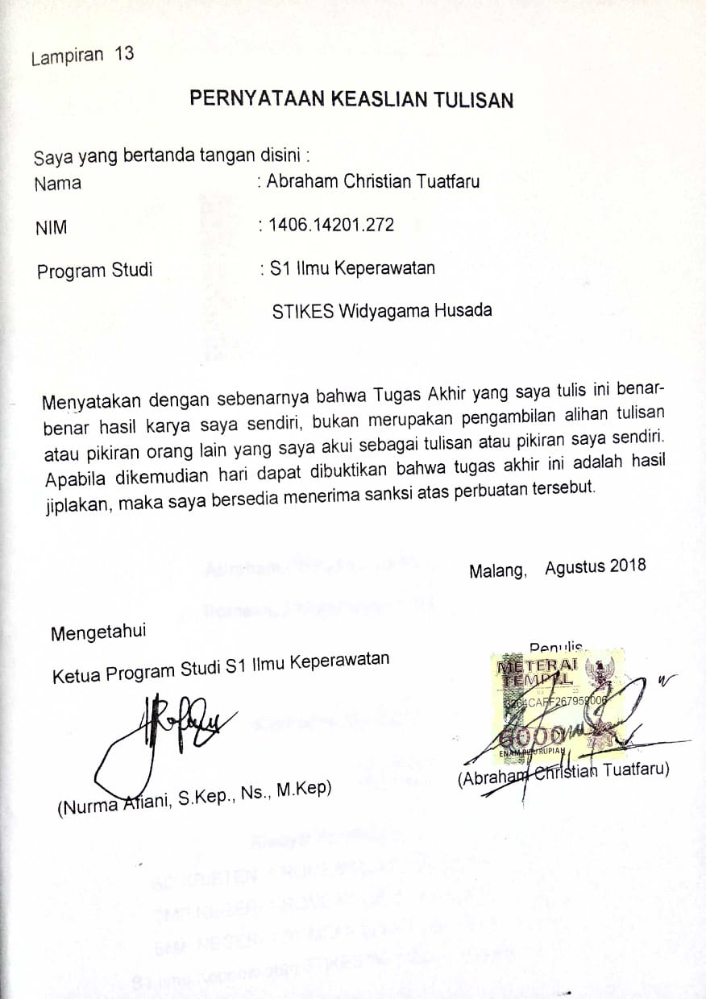 Lampiran 13
PERNYATAAN KEASLIAN TULISAN
Saya yang bertanda tangan disini :
Nama : Abraham Christian Tuatfaru
NIM : 1406.14201.272
Program Studi : S1 Ilmu Keperawatan
STIKES Widyagama Husada
Menyatakan dengan sebenarnya bahwa Tugas Akhir yang saya tulis ini benar-
benar hasil karya saya sendiri, bukan merupakan pengambilan alihan tulisan
atau pikiran orang lain yang saya akui sebagai tulisan atau pikiran saya sendiri.
Apabila dikemudian hari dapat dibuktikan bahwa tugas akhir ini adalah hasil
jiplakan, maka saya bersedia menerima sanksi atas perbuatan tersebut.
Malang, Agustus 2018
Mengetahui
Ketua Program Studi S1 Ilmu Keperawatan
Penulis
METERAI
TEMPEL
6000
ENAM RIBU RUPIAH
(Nurma Afiani, S.Kep., Ns., M.Kep)
(Abraham Christian Tuatfaru)